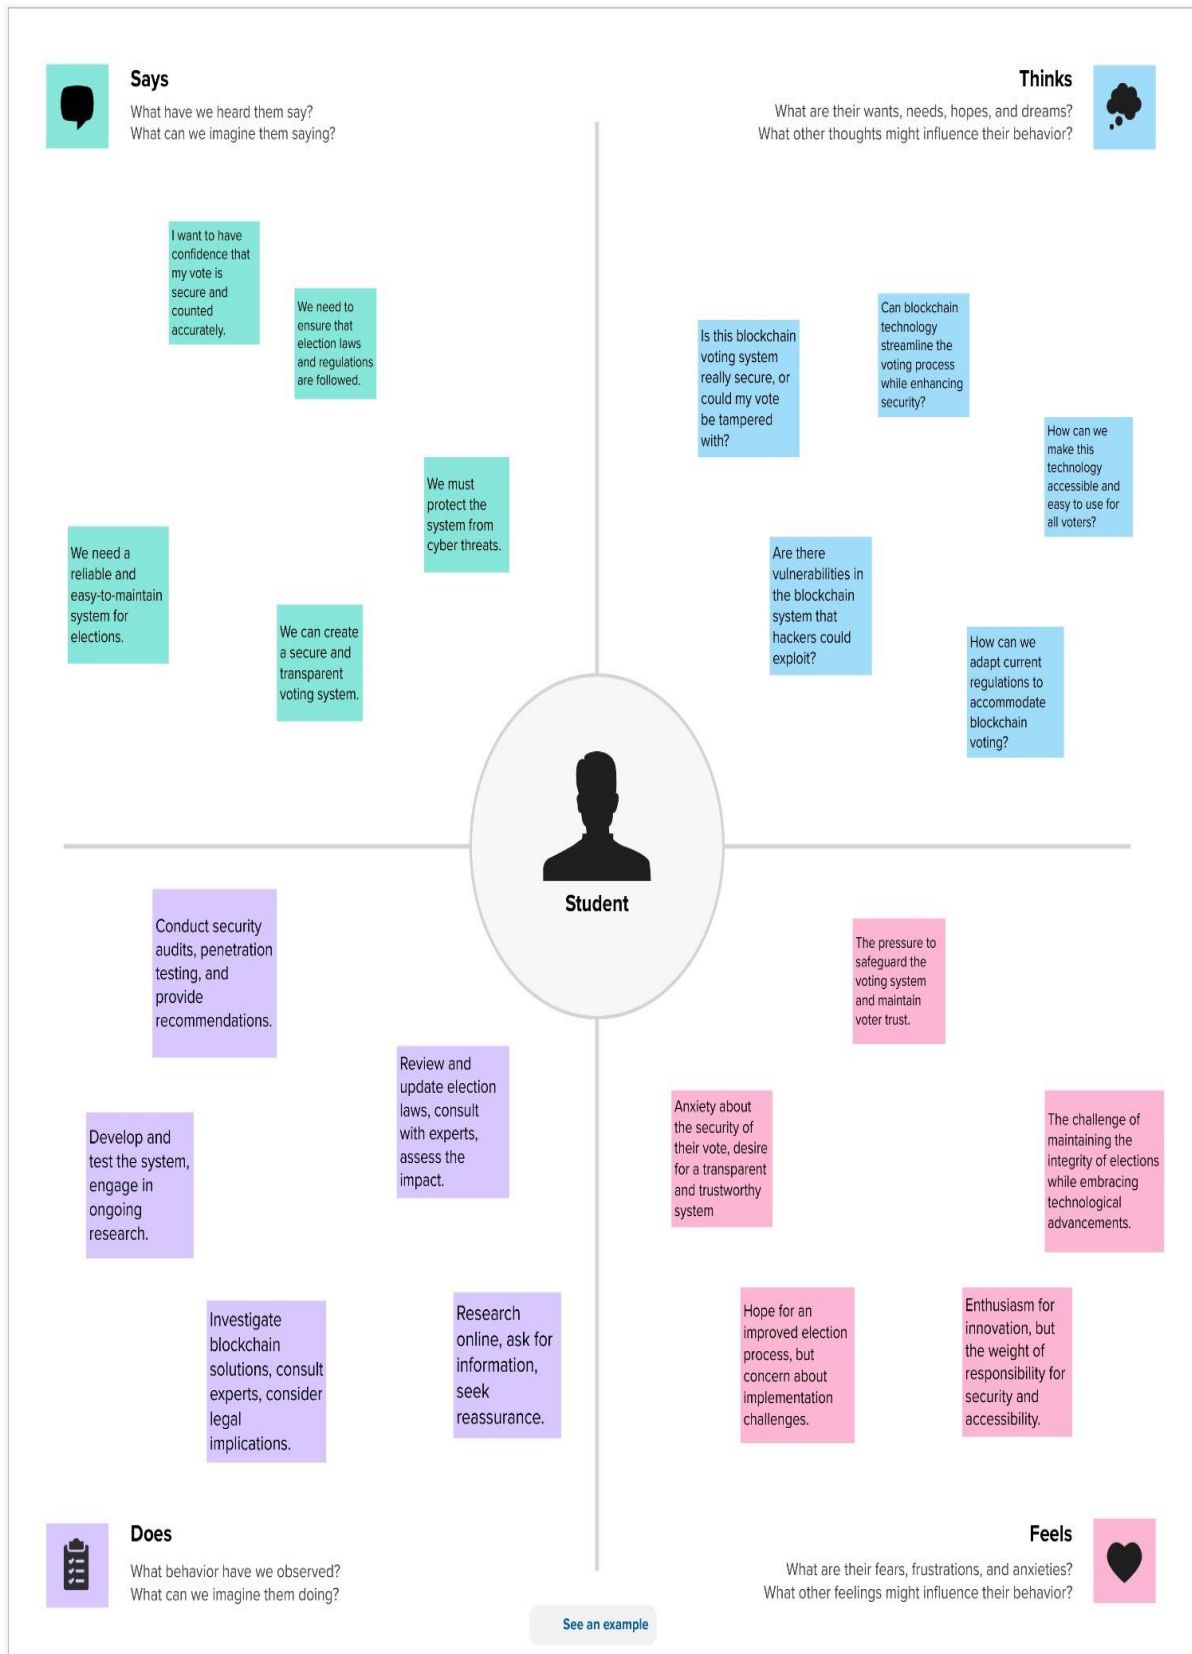 Says
What have we heard them say?
What can we imagine them saying?
Thinks
What are their wants, needs, hopes, and dreams?
What other thoughts might influence their behavior?
I want to have
confidence that
my vote is
secure and
counted
accurately.
We need to
ensure that
election laws
and regulations
are followed.
We must
protect the
system from
cyber threats.
We need a
reliable and
easy-to-maintain
system for
elections.
We can create
a secure and
transparent
voting system.
Is this blockchain
voting system
really secure, or
could my vote
be tampered
with?
Can blockchain
technology
streamline the
voting process
while enhancing
security?
How can we
make this
technology
accessible and
easy to use for
all voters?
Are there
vulnerabilities in
the blockchain
system that
hackers could
exploit?
How can we
adapt current
regulations to
accommodate
blockchain
voting?
Student
Conduct security
audits, penetration
testing, and
provide
recommendations.
Review and
update election
laws, consult
with experts,
assess the
impact.
Develop and
test the system,
engage in
ongoing
research.
Investigate
blockchain
solutions, consult
experts, consider
legal
implications.
Research
online, ask for
information,
seek
reassurance.
The pressure to
safeguard the
voting system
and maintain
voter trust.
Anxiety about
the security of
their vote, desire
for a transparent
and trustworthy
system
The challenge of
maintaining the
integrity of elections
while embracing
technological
advancements.
Hope for an
improved election
process, but
concern about
implementation
challenges.
Enthusiasm for
innovation, but
the weight of
responsibility for
security and
accessibility.
Does
What behavior have we observed?
What can we imagine them doing?
Feels
What are their fears, frustrations, and anxieties?
What other feelings might influence their behavior?
See an example